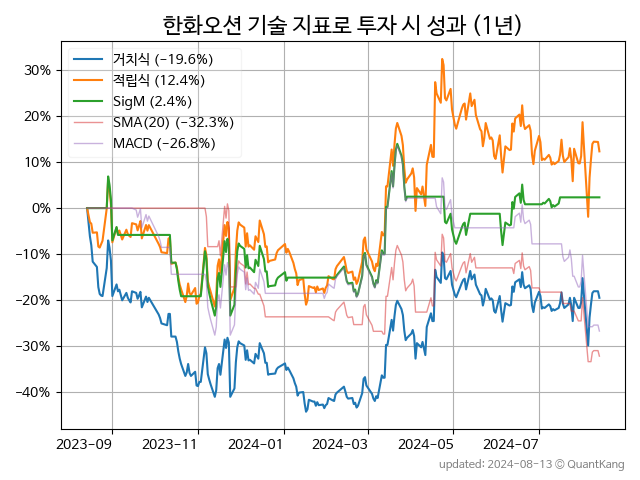 한화오션 기술 지표로 투자 시 성과 (1년)
거치식 (−19.6%)
적립식 (12.4%)
SigM (2.4%)
SMA(20) (−32.3%)
MACD (−26.8%)
30%
20%
10%
0%
−10%
−20%
−30%
−40%
2023-09
2023-11
2024-01
2024-03
2024-05
2024-07
updated: 2024-08-13 ⓒ QuantKang